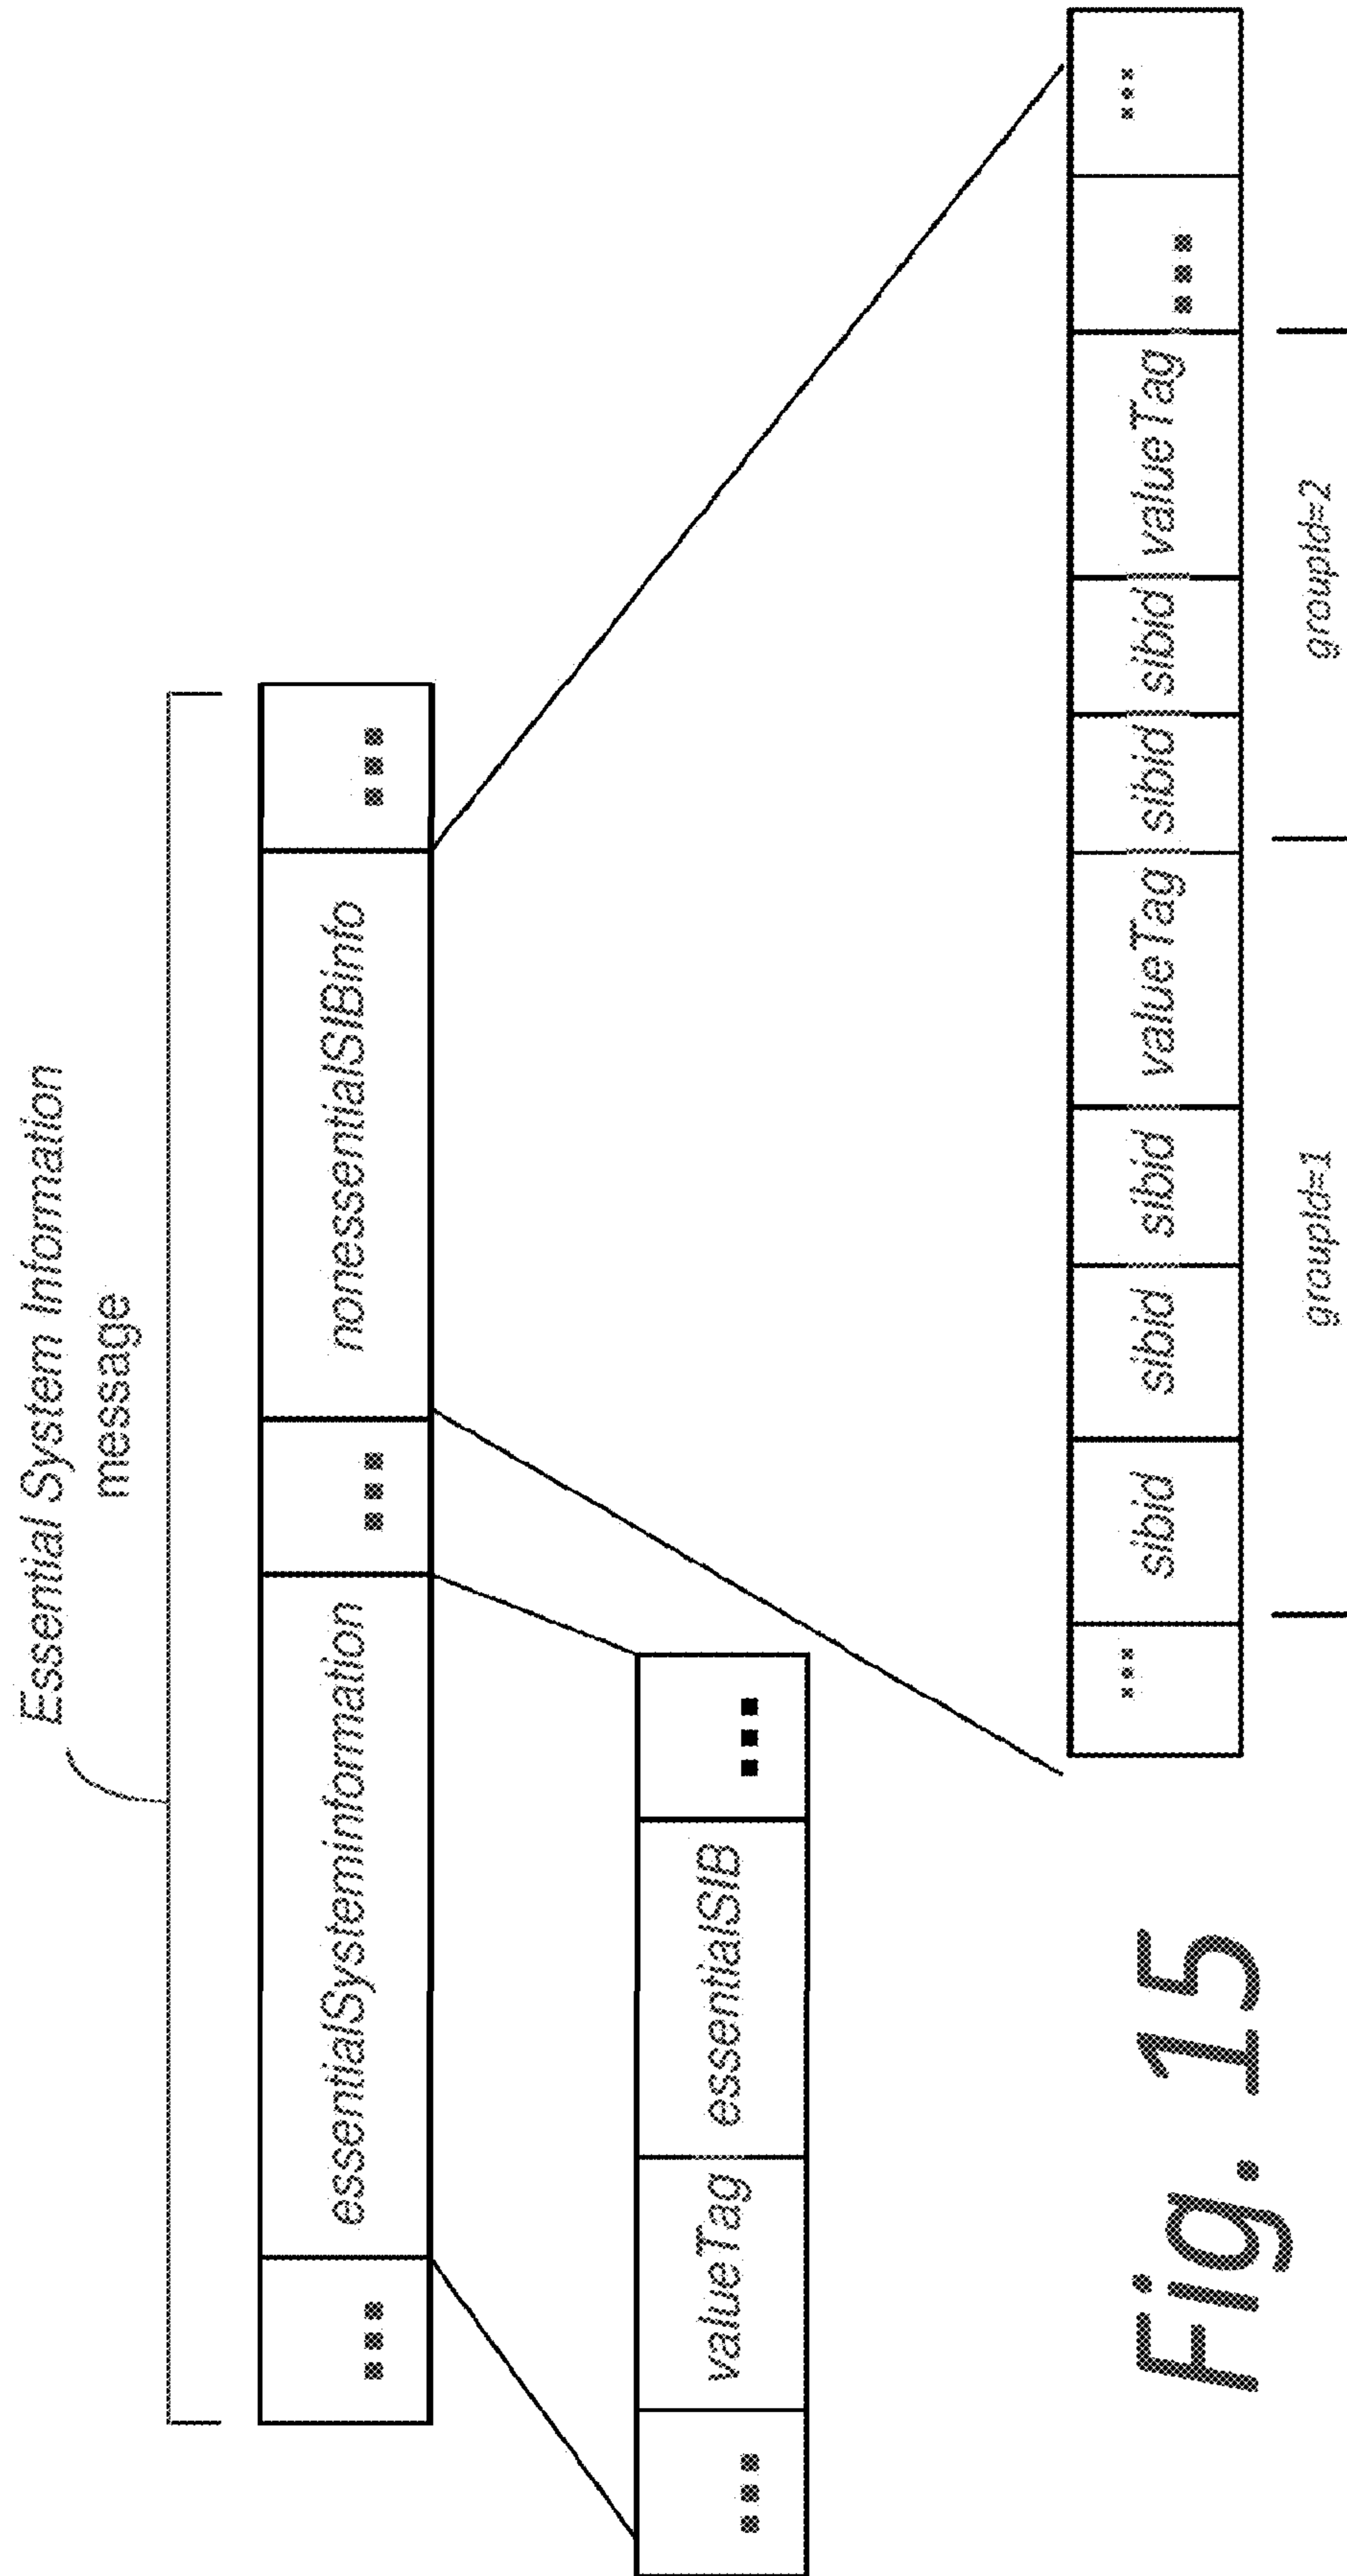 Essential System Information
message
... essentialSystemInformation ... nonessentialSIBinfo ...
... valueTag essentialSIB ...
... sibid sibid sibid valueTag sibid sibid valueTag ... ...
groupId=1 groupId=2
Fig. 15